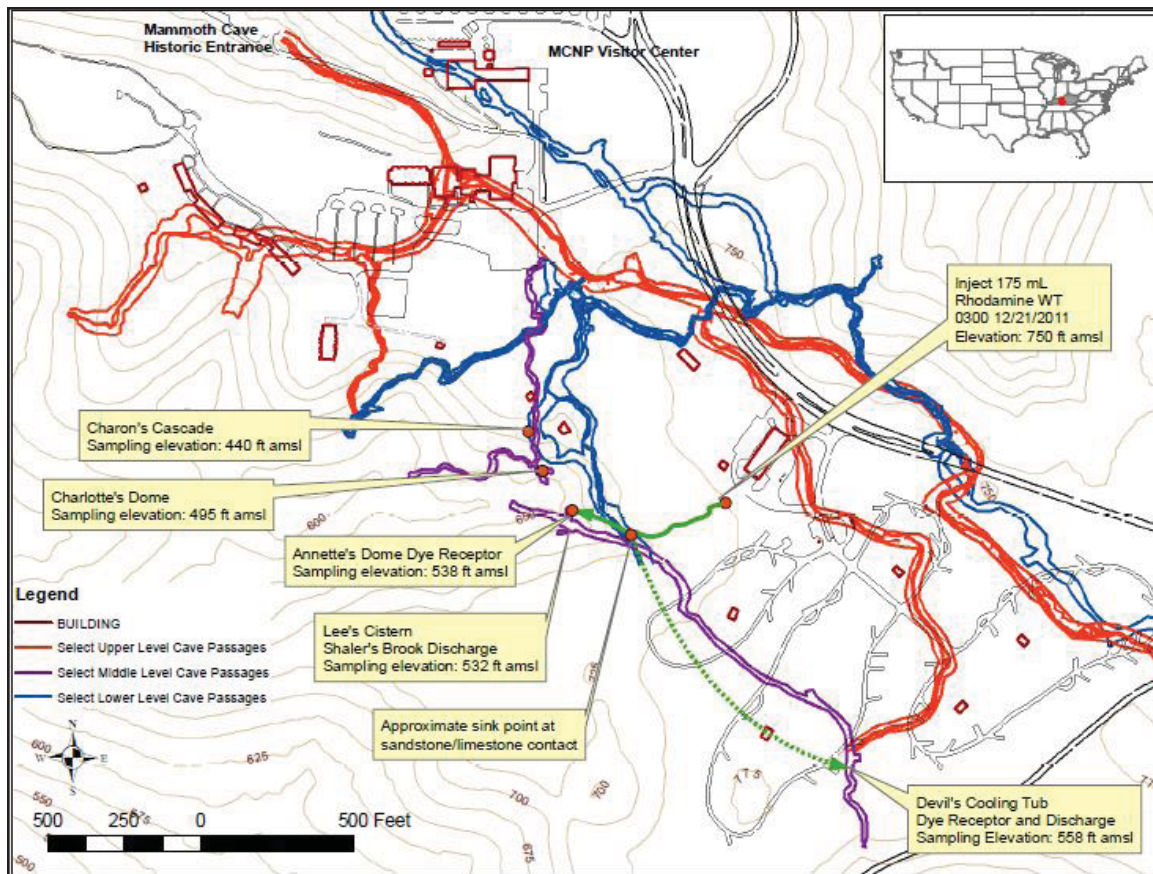 Mammoth Cave
Historic Entrance
MCNP Visitor Center
750
Inject 175 mL
Rhodamine WT
0300 12/21/2011
Elevation: 750 ft amsl
Charon's Cascade
Sampling elevation: 440 ft amsl
Charlotte's Dome
Sampling elevation: 495 ft amsl
750
600
650
Annette's Dome Dye Receptor
Sampling elevation: 538 ft amsl
Legend
BUILDING
Select Upper Level Cave Passages
Select Middle Level Cave Passages
Select Lower Level Cave Passages
Lee's Cistern
Shaler's Brook Discharge
Sampling elevation: 532 ft amsl
725
Approximate sink point at
sandstone/limestone contact
N
W
E
S
600
625
550
575
500
700
700
675
775
Devil's Cooling Tub
Dye Receptor and Discharge
Sampling Elevation: 558 ft amsl
500 250 0 500 Feet